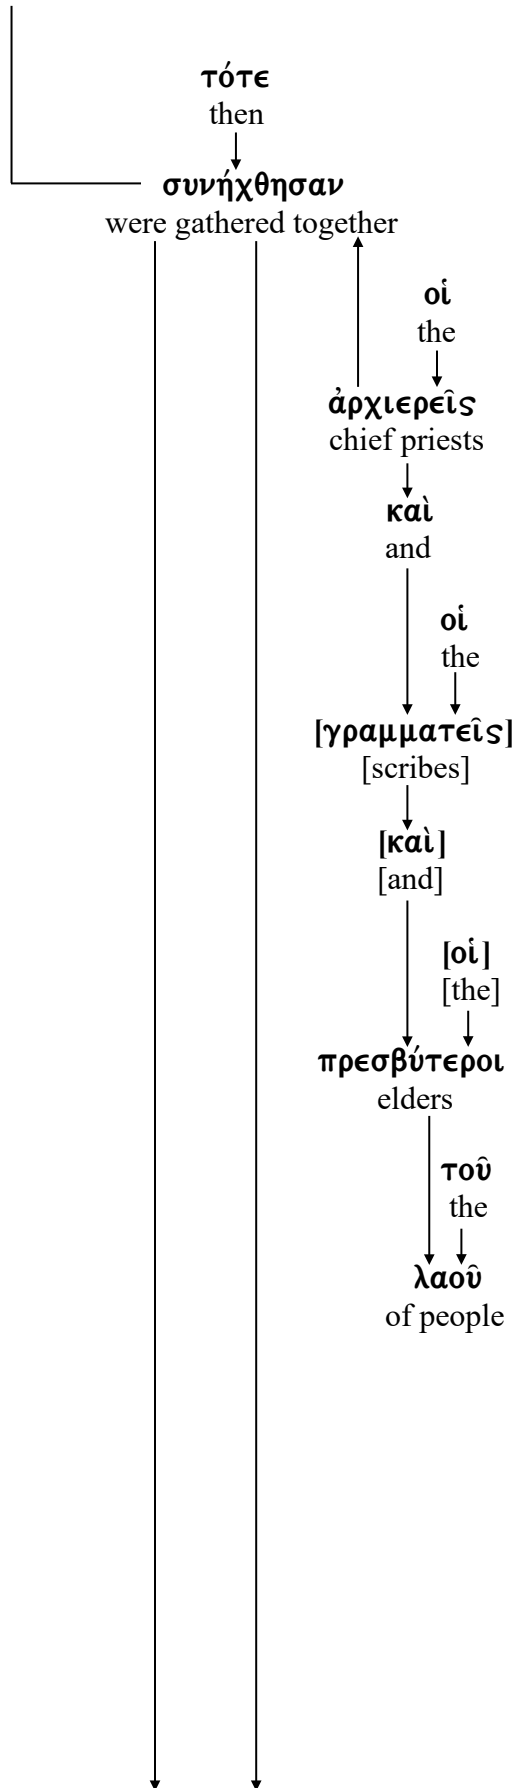 τότε
then
συνήχθησαν
were gathered together
οἱ
the
ἀρχιερεῖς
chief priests
καὶ
and
οἱ
the
[γραμματεῖς]
[scribes]
[καὶ]
[and]
[οἱ]
[the]
πρεσβύτεροι
elders
τοῦ
the
λαοῦ
of people